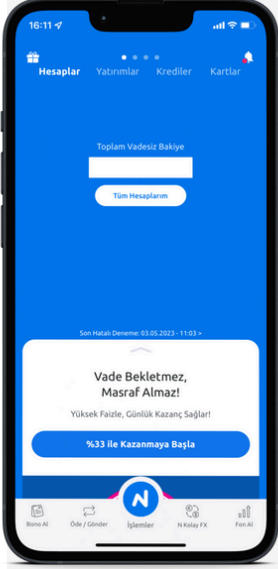 16:11
Hesaplar Yatırımlar Krediler Kartlar
Toplam Vadesiz Bakiye
Tüm Hesaplarım
Son Hatalı Deneme: 03.05.2023 - 11:03 >
Vade Bekletmez,
Masraf Almaz!
Yüksek Faizle, Günlük Kazanç Sağlar!
%33 ile Kazanmaya Başla
N
Bono Al Öde / Gönder İşlemler N Kolay FX Fon Al